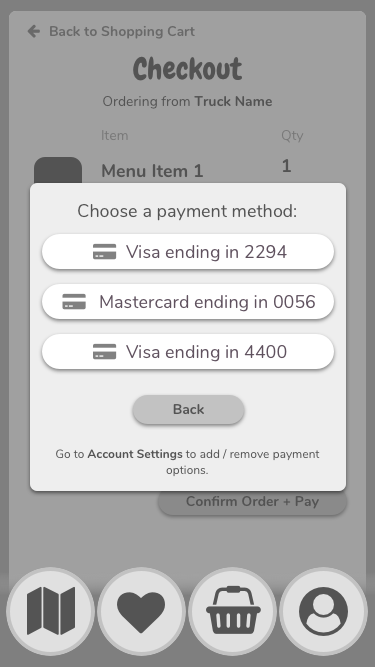 Back to Shopping Cart
Checkout
Ordering from Truck Name
Item Qty
Menu Item 1 1
Choose a payment method:
Visa ending in 2294
Mastercard ending in 0056
Visa ending in 4400
Back
Go to Account Settings to add / remove payment
options.
Confirm Order + Pay